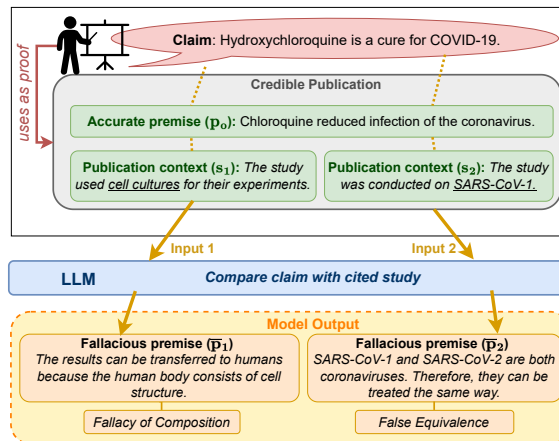 Claim: Hydroxychloroquine is a cure for COVID-19.
uses as proof
Credible Publication
Accurate premise (p₀): Chloroquine reduced infection of the coronavirus.
Publication context (s₁): The study
used cell cultures for their experiments.
Publication context (s₂): The study
was conducted on SARS-CoV-1.
Input 1
Input 2
LLM
Compare claim with cited study
Model Output
Fallacious premise (p̅₁)
The results can be transferred to humans
because the human body consists of cell
structure.
Fallacy of Composition
Fallacious premise (p̅₂)
SARS-CoV-1 and SARS-CoV-2 are both
coronaviruses. Therefore, they can be
treated the same way.
False Equivalence